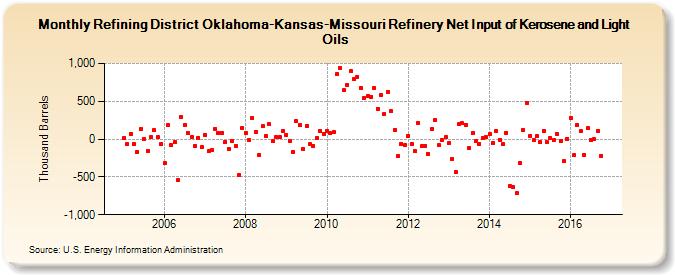 Monthly Refining District Oklahoma-Kansas-Missouri Refinery Net Input of Kerosene and Light
Oils
Thousand Barrels
1,000
500
0
-500
-1,000
2006
2008
2010
2012
2014
2016
Source: U.S. Energy Information Administration